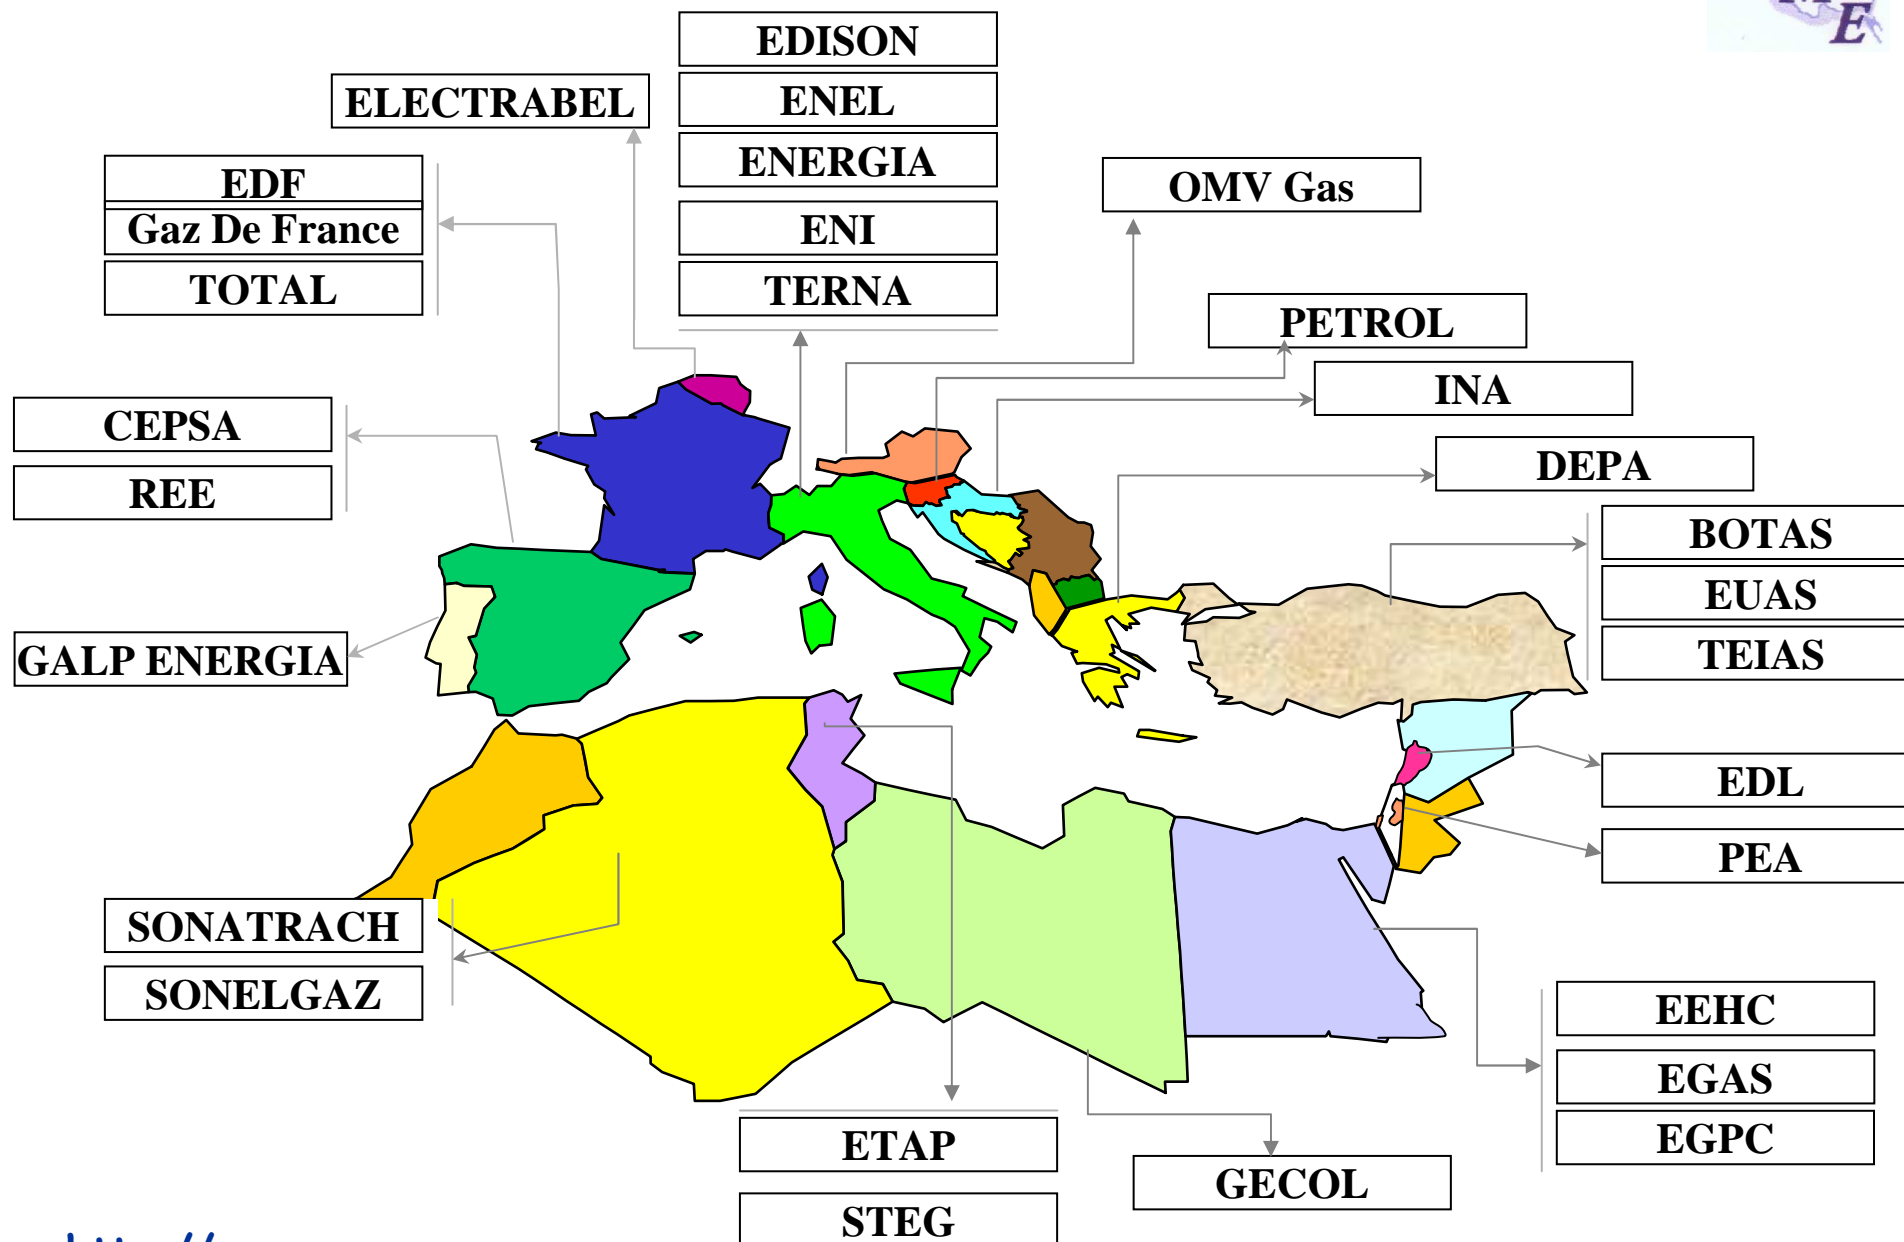 E
EDISON
ELECTRABEL
ENEL
ENERGIA
EDF
Gaz De France
TOTAL
OMV Gas
ENI
TERNA
PETROL
INA
CEPSA
REE
DEPA
BOTAS
EUAS
TEIAS
GALP ENERGIA
EDL
PEA
SONATRACH
SONELGAZ
EEHC
EGAS
EGPC
ETAP
STEG
GECOL